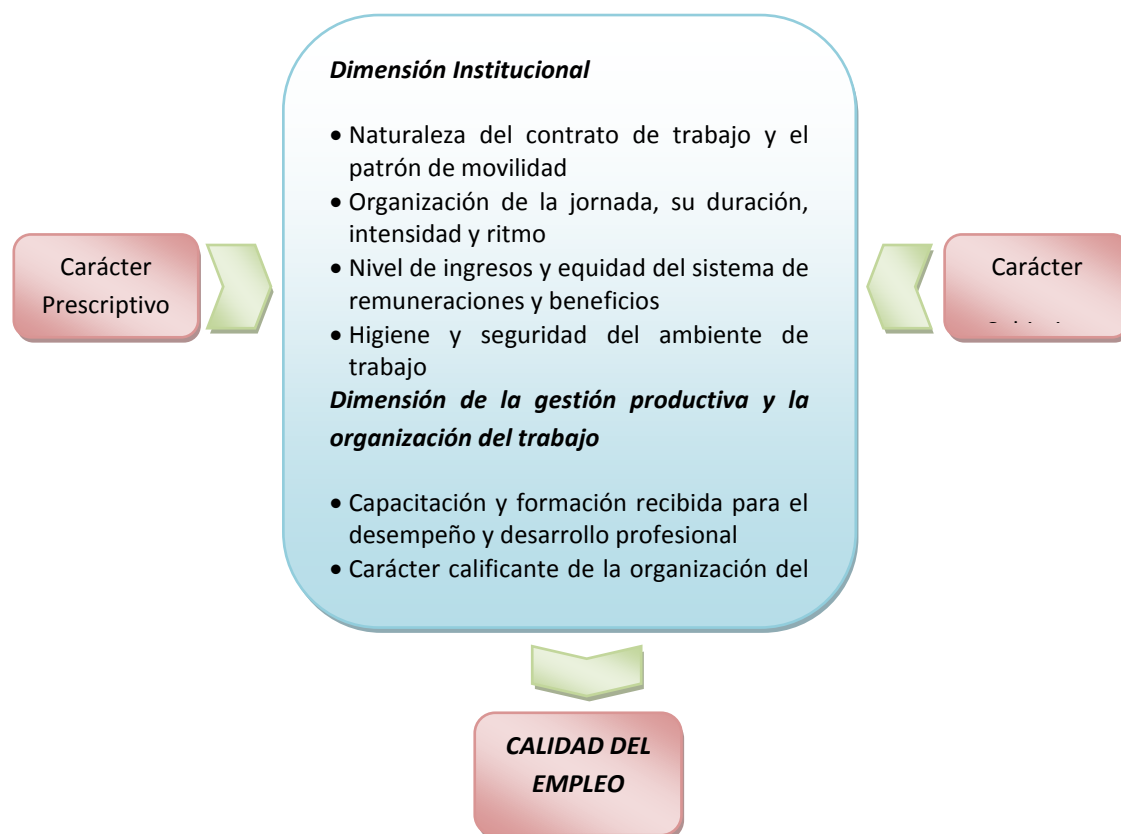 Dimensión Institucional
• Naturaleza del contrato de trabajo y el
patrón de movilidad
• Organización de la jornada, su duración,
intensidad y ritmo
• Nivel de ingresos y equidad del sistema de
remuneraciones y beneficios
• Higiene y seguridad del ambiente de
trabajo
Dimensión de la gestión productiva y la
organización del trabajo
• Capacitación y formación recibida para el
desempeño y desarrollo profesional
• Carácter calificante de la organización del
Carácter
Prescriptivo
Carácter
CALIDAD DEL
EMPLEO